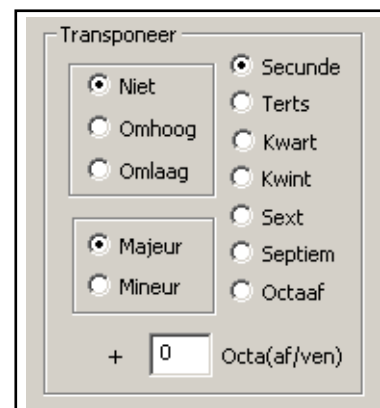 Transponeer
Niet
Omhoog
Omlaag
Majeur
Mineur
Secunde
Terts
Kwart
Kwint
Sext
Septiem
Octaaf
+ 0 Octa(af/ven)